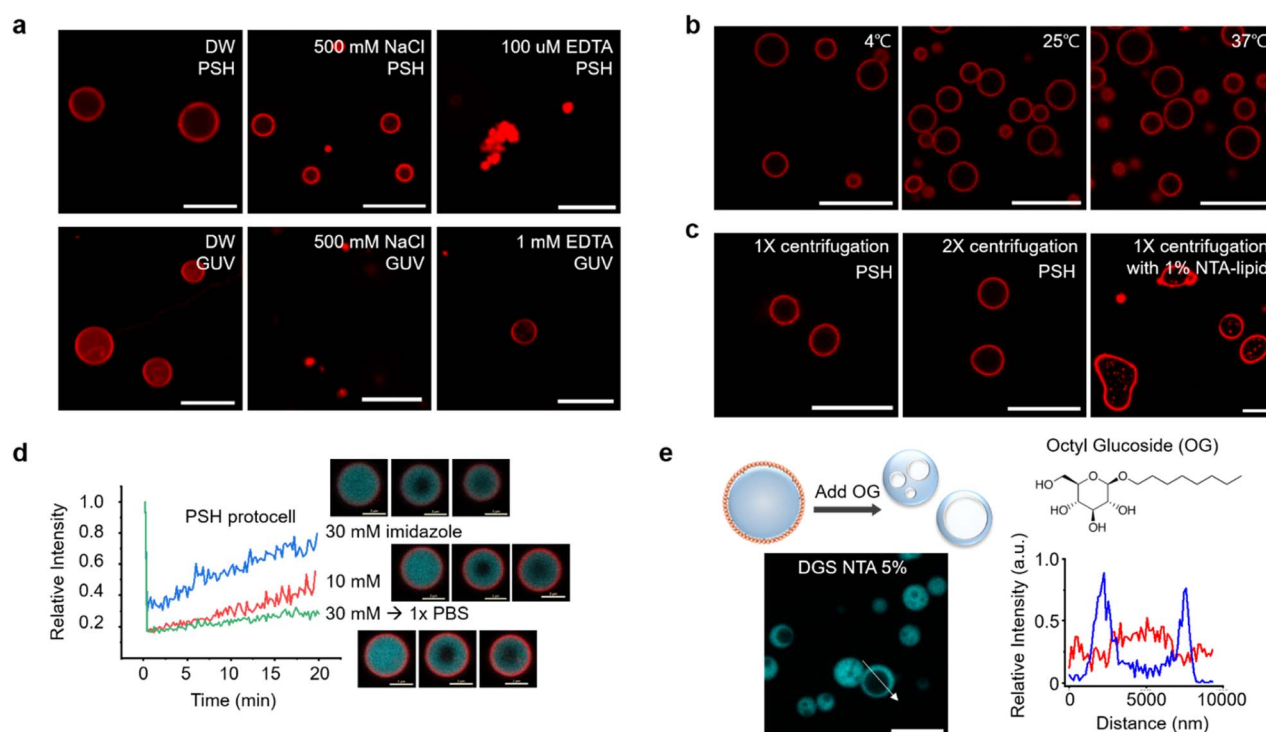 a
DW
PSH
500 mM NaCl
PSH
100 uM EDTA
PSH
DW
GUV
500 mM NaCl
GUV
1 mM EDTA
GUV
b
4℃
25℃
37℃
c
1X centrifugation
PSH
2X centrifugation
PSH
1X centrifugation
with 1% NTA-lipid
d
Relative Intensity
1.0
0.8
0.6
0.4
0.2
0
5
10
15
20
Time (min)
PSH protocell
30 mM imidazole
10 mM
30 mM → 1x PBS
e
Add OG
Octyl Glucoside (OG)
HO
O
O
HO
OH
OH
DGS NTA 5%
Relative Intensity (a.u.)
1.0
0.5
0
0
5000
10000
Distance (nm)